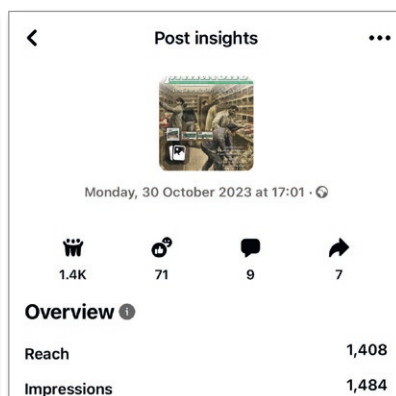 Post insights
Monday, 30 October 2023 at 17:01 ·
1.4K 71 9 7
Overview
Reach 1,408
Impressions 1,484